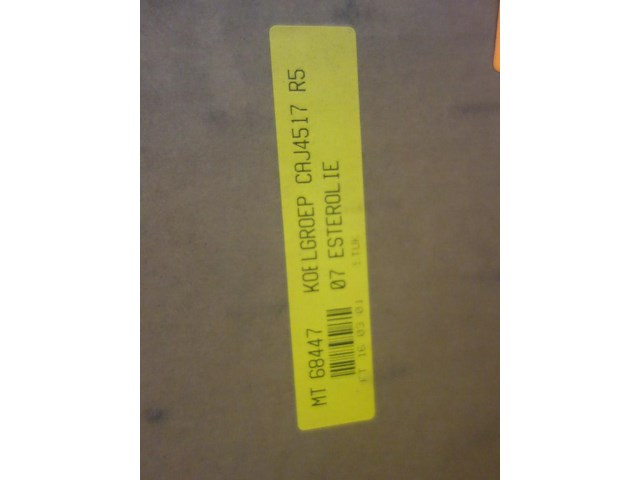 MT 68447 KOELGROEP CAJ4517 R5
07 ESTEROLIE